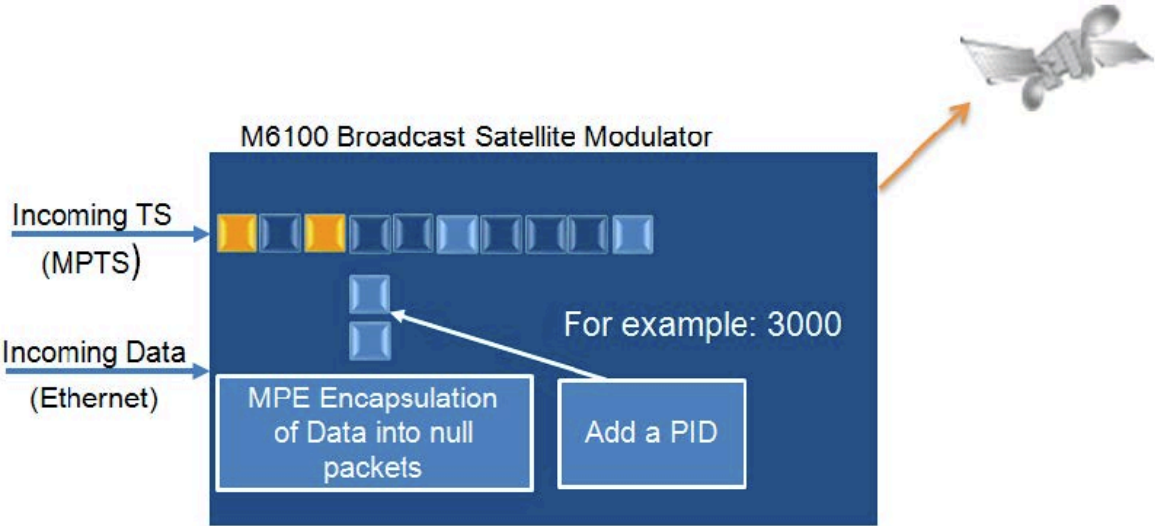 M6100 Broadcast Satellite Modulator
Incoming TS
(MPTS)
For example: 3000
Incoming Data
(Ethernet)
MPE Encapsulation
of Data into null
packets
Add a PID